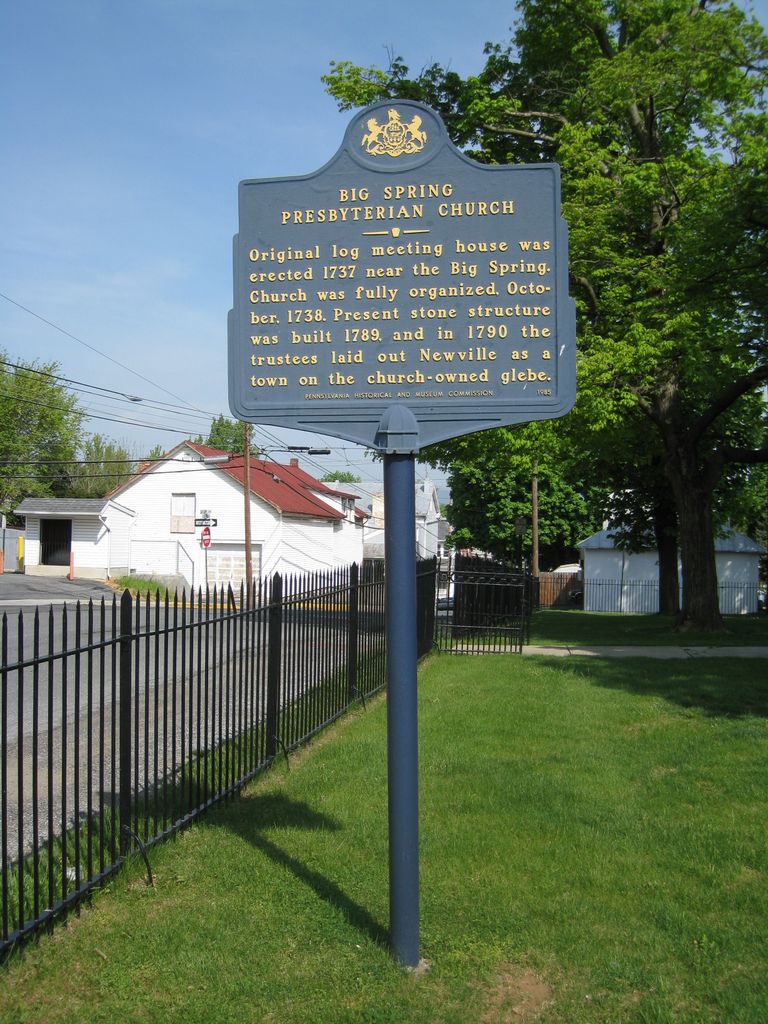 BIG SPRING
PRESBYTERIAN CHURCH
Original log meeting house was
erected 1737 near the Big Spring.
Church was fully organized, Octo-
ber, 1738. Present stone structure
was built 1789, and in 1790 the
trustees laid out Newville as a
town on the church-owned glebe.
PENNSYLVANIA HISTORICAL AND MUSEUM COMMISSION 1985